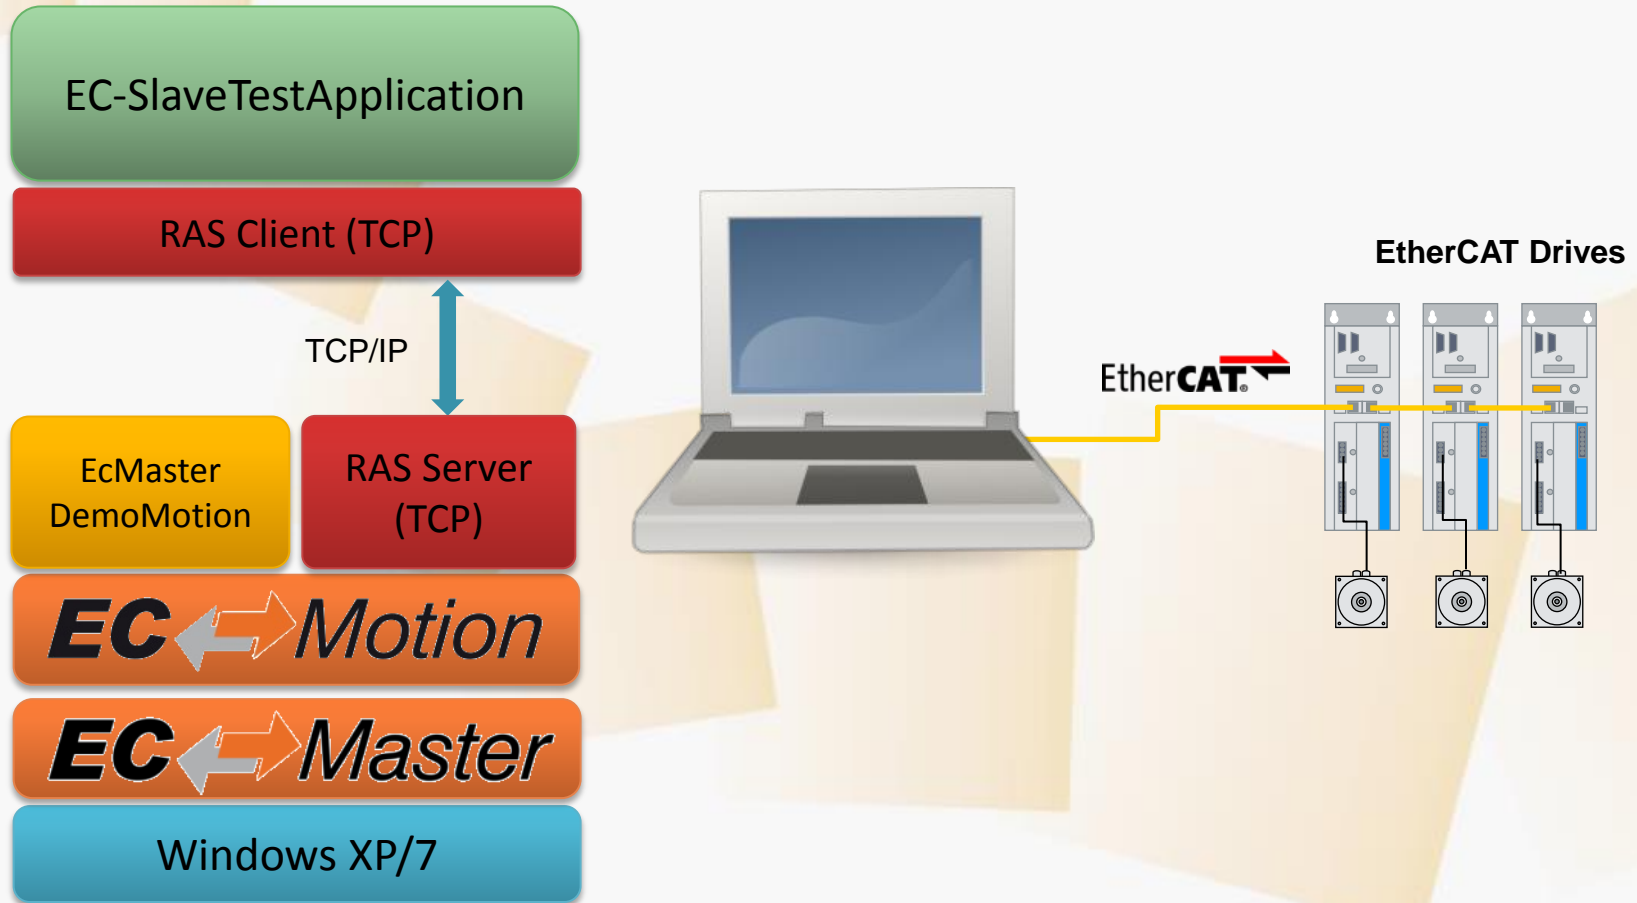 EC-SlaveTestApplication
RAS Client (TCP)
TCP/IP
EcMaster
DemoMotion
RAS Server
(TCP)
EC Motion
EC Master
Windows XP/7
EtherCAT®
EtherCAT Drives